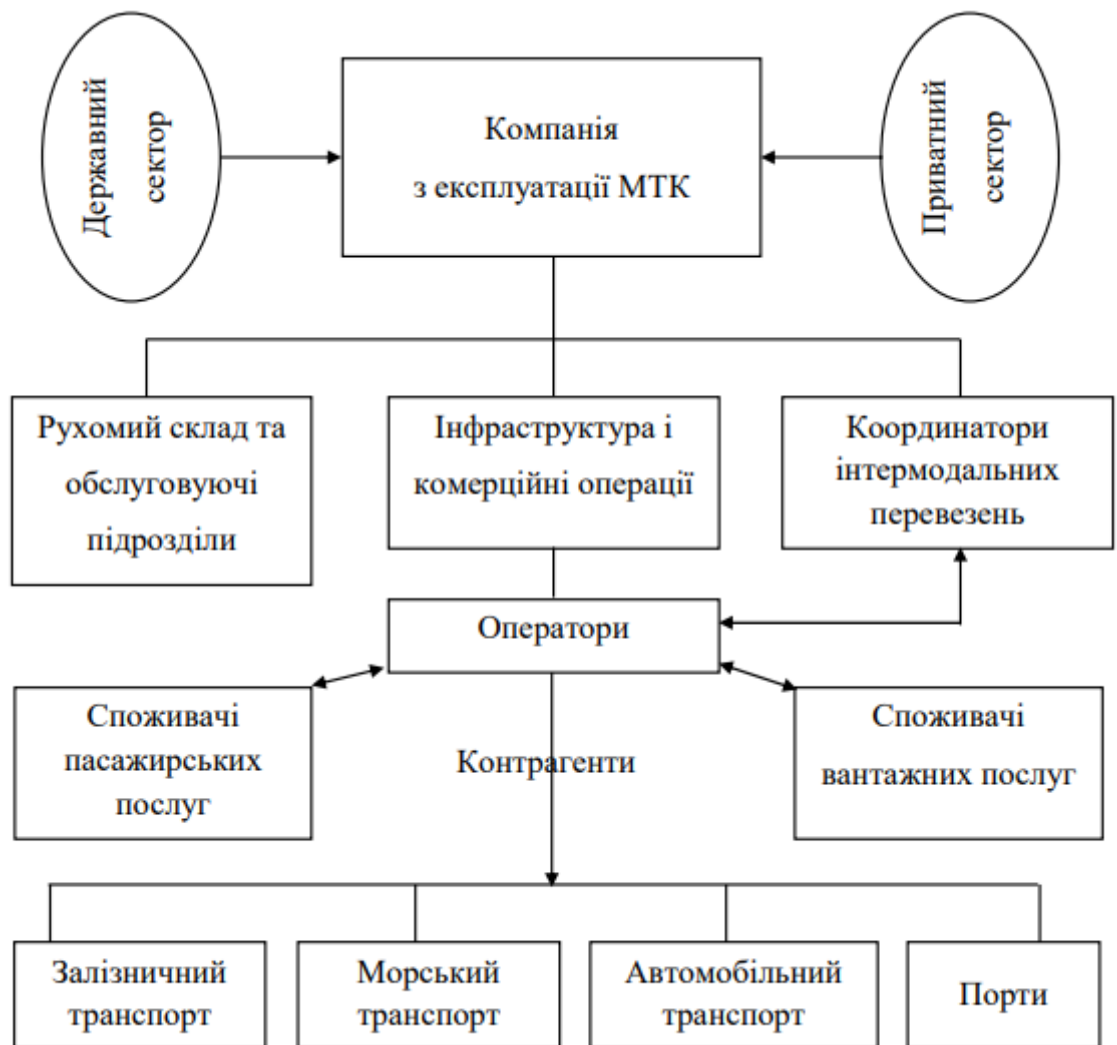 Державний
сектор
Компанія
з експлуатації МТК
Приватний
сектор
Рухомий склад та
обслуговуючі
підрозділи
Інфраструктура і
комерційні операції
Координатори
інтермодальних
перевезень
Оператори
Споживачі
пасажирських
послуг
Контрагенти
Споживачі
вантажних послуг
Залізничний
транспорт
Морський
транспорт
Автомобільний
транспорт
Порти